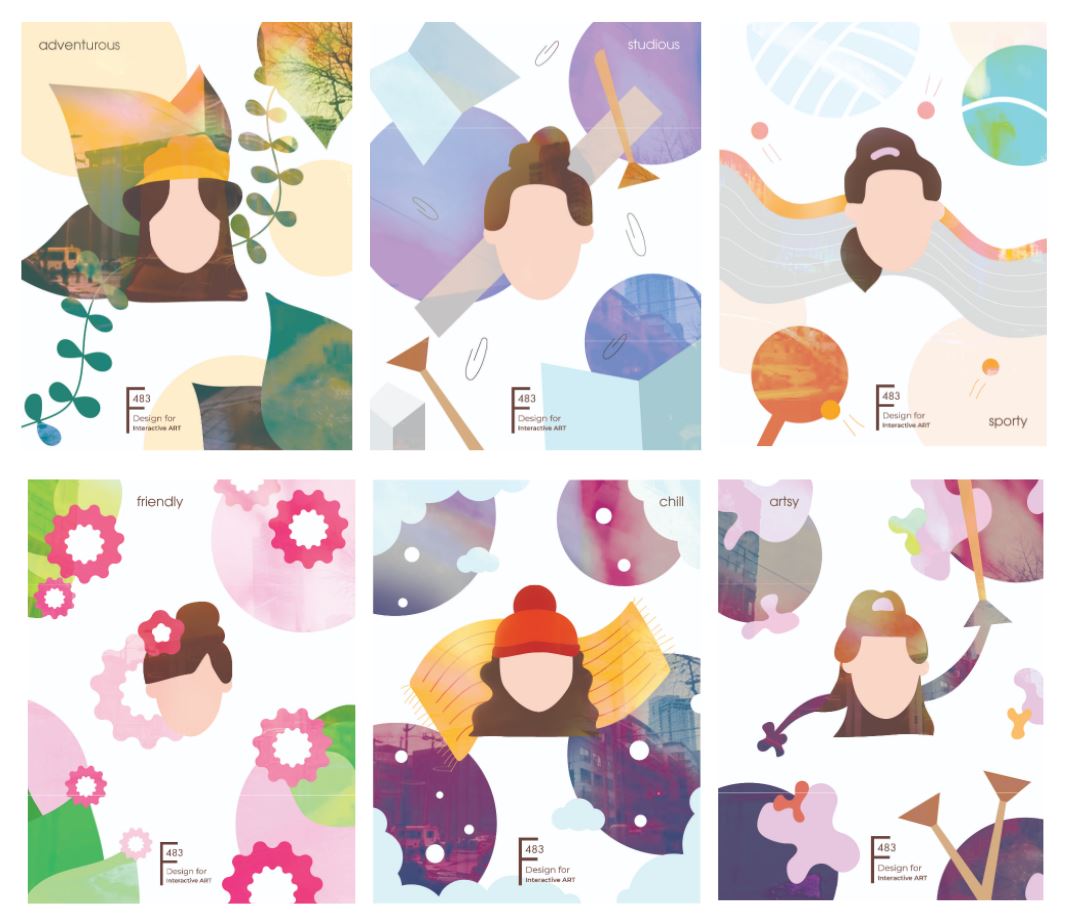 adventurous
F 483
Design for
Interactive ART
studious
F 483
Design for
Interactive ART
F 483
Design for
Interactive ART
sporty
friendly
F 483
Design for
Interactive ART
chill
F 483
Design for
Interactive ART
artsy
F 483
Design for
Interactive ART